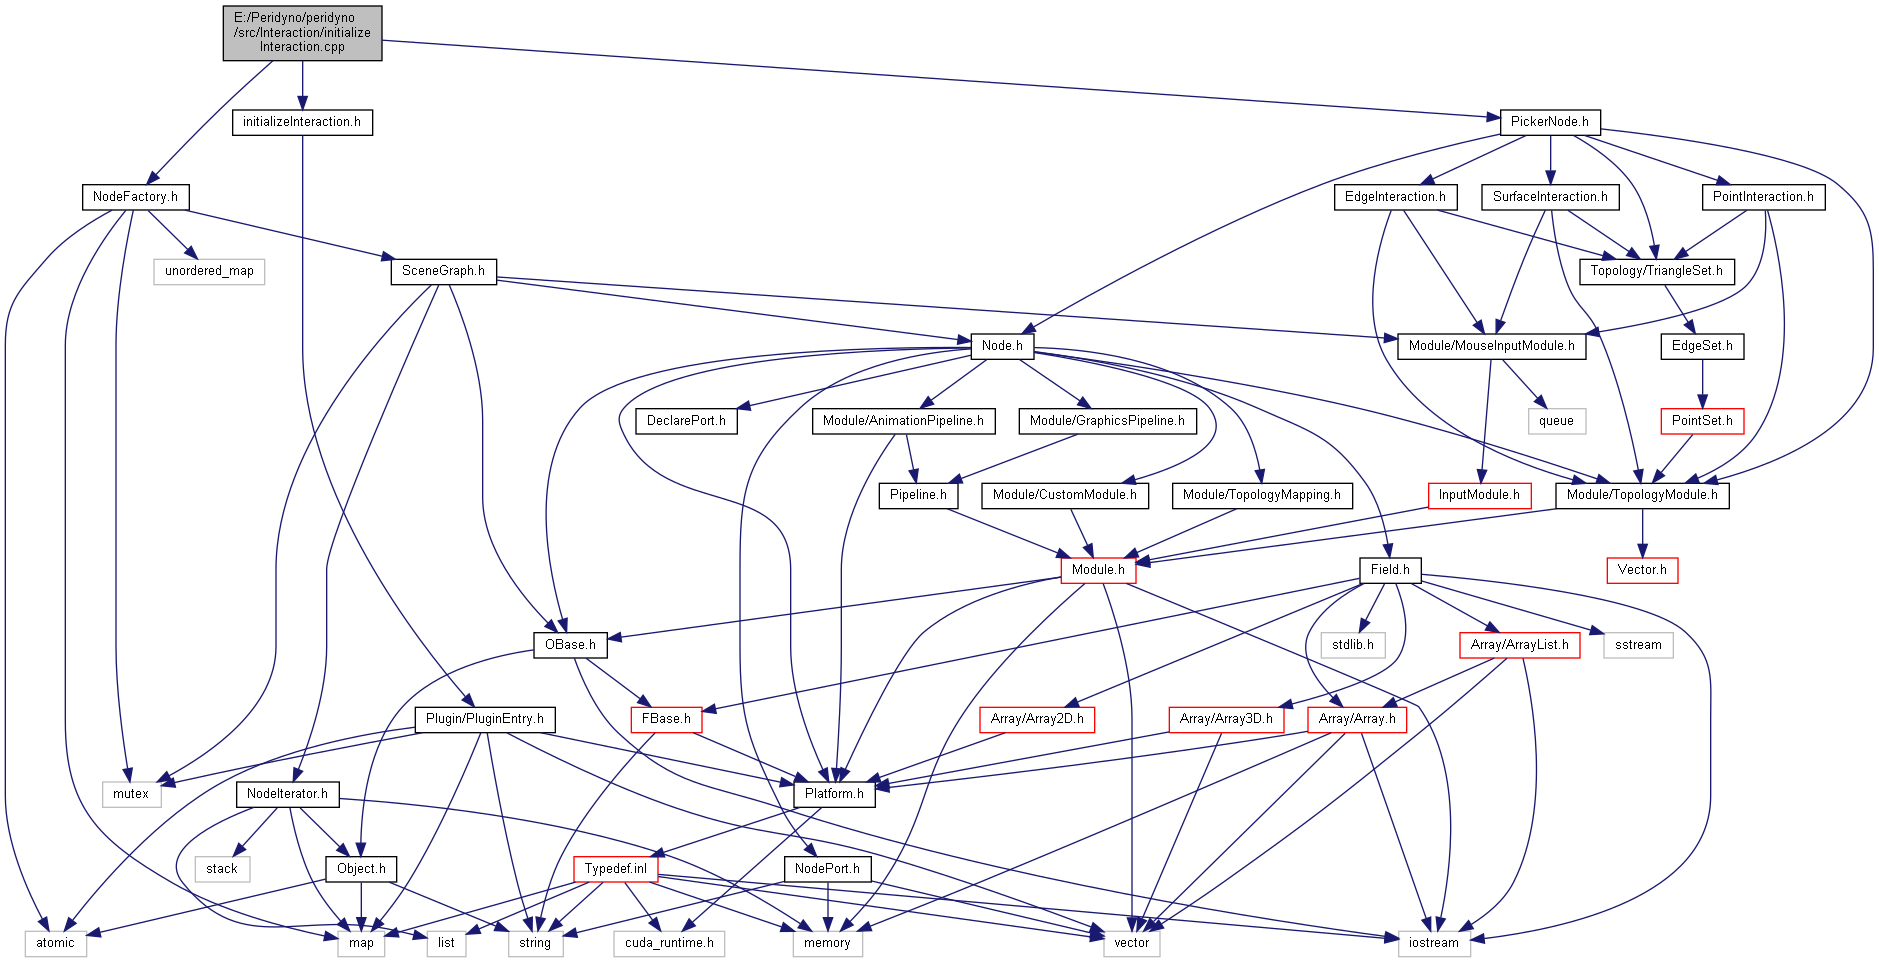 E:/Peridyno/peridyno
/src/Interaction/initialize
Interaction.cpp
initializeInteraction.h
PickerNode.h
NodeFactory.h
EdgeInteraction.h
SurfaceInteraction.h
PointInteraction.h
unordered_map
SceneGraph.h
Topology/TriangleSet.h
Node.h
Module/MouseInputModule.h
EdgeSet.h
DeclarePort.h
Module/AnimationPipeline.h
Module/GraphicsPipeline.h
queue
PointSet.h
Pipeline.h
Module/CustomModule.h
Module/TopologyMapping.h
InputModule.h
Module/TopologyModule.h
Module.h
Field.h
Vector.h
OBase.h
stdlib.h
Array/ArrayList.h
sstream
Plugin/PluginEntry.h
FBase.h
Array/Array2D.h
Array/Array3D.h
Array/Array.h
mutex
NodeIterator.h
Platform.h
stack
Object.h
Typedef.inl
NodePort.h
atomic
map
list
string
cuda_runtime.h
memory
vector
iostream